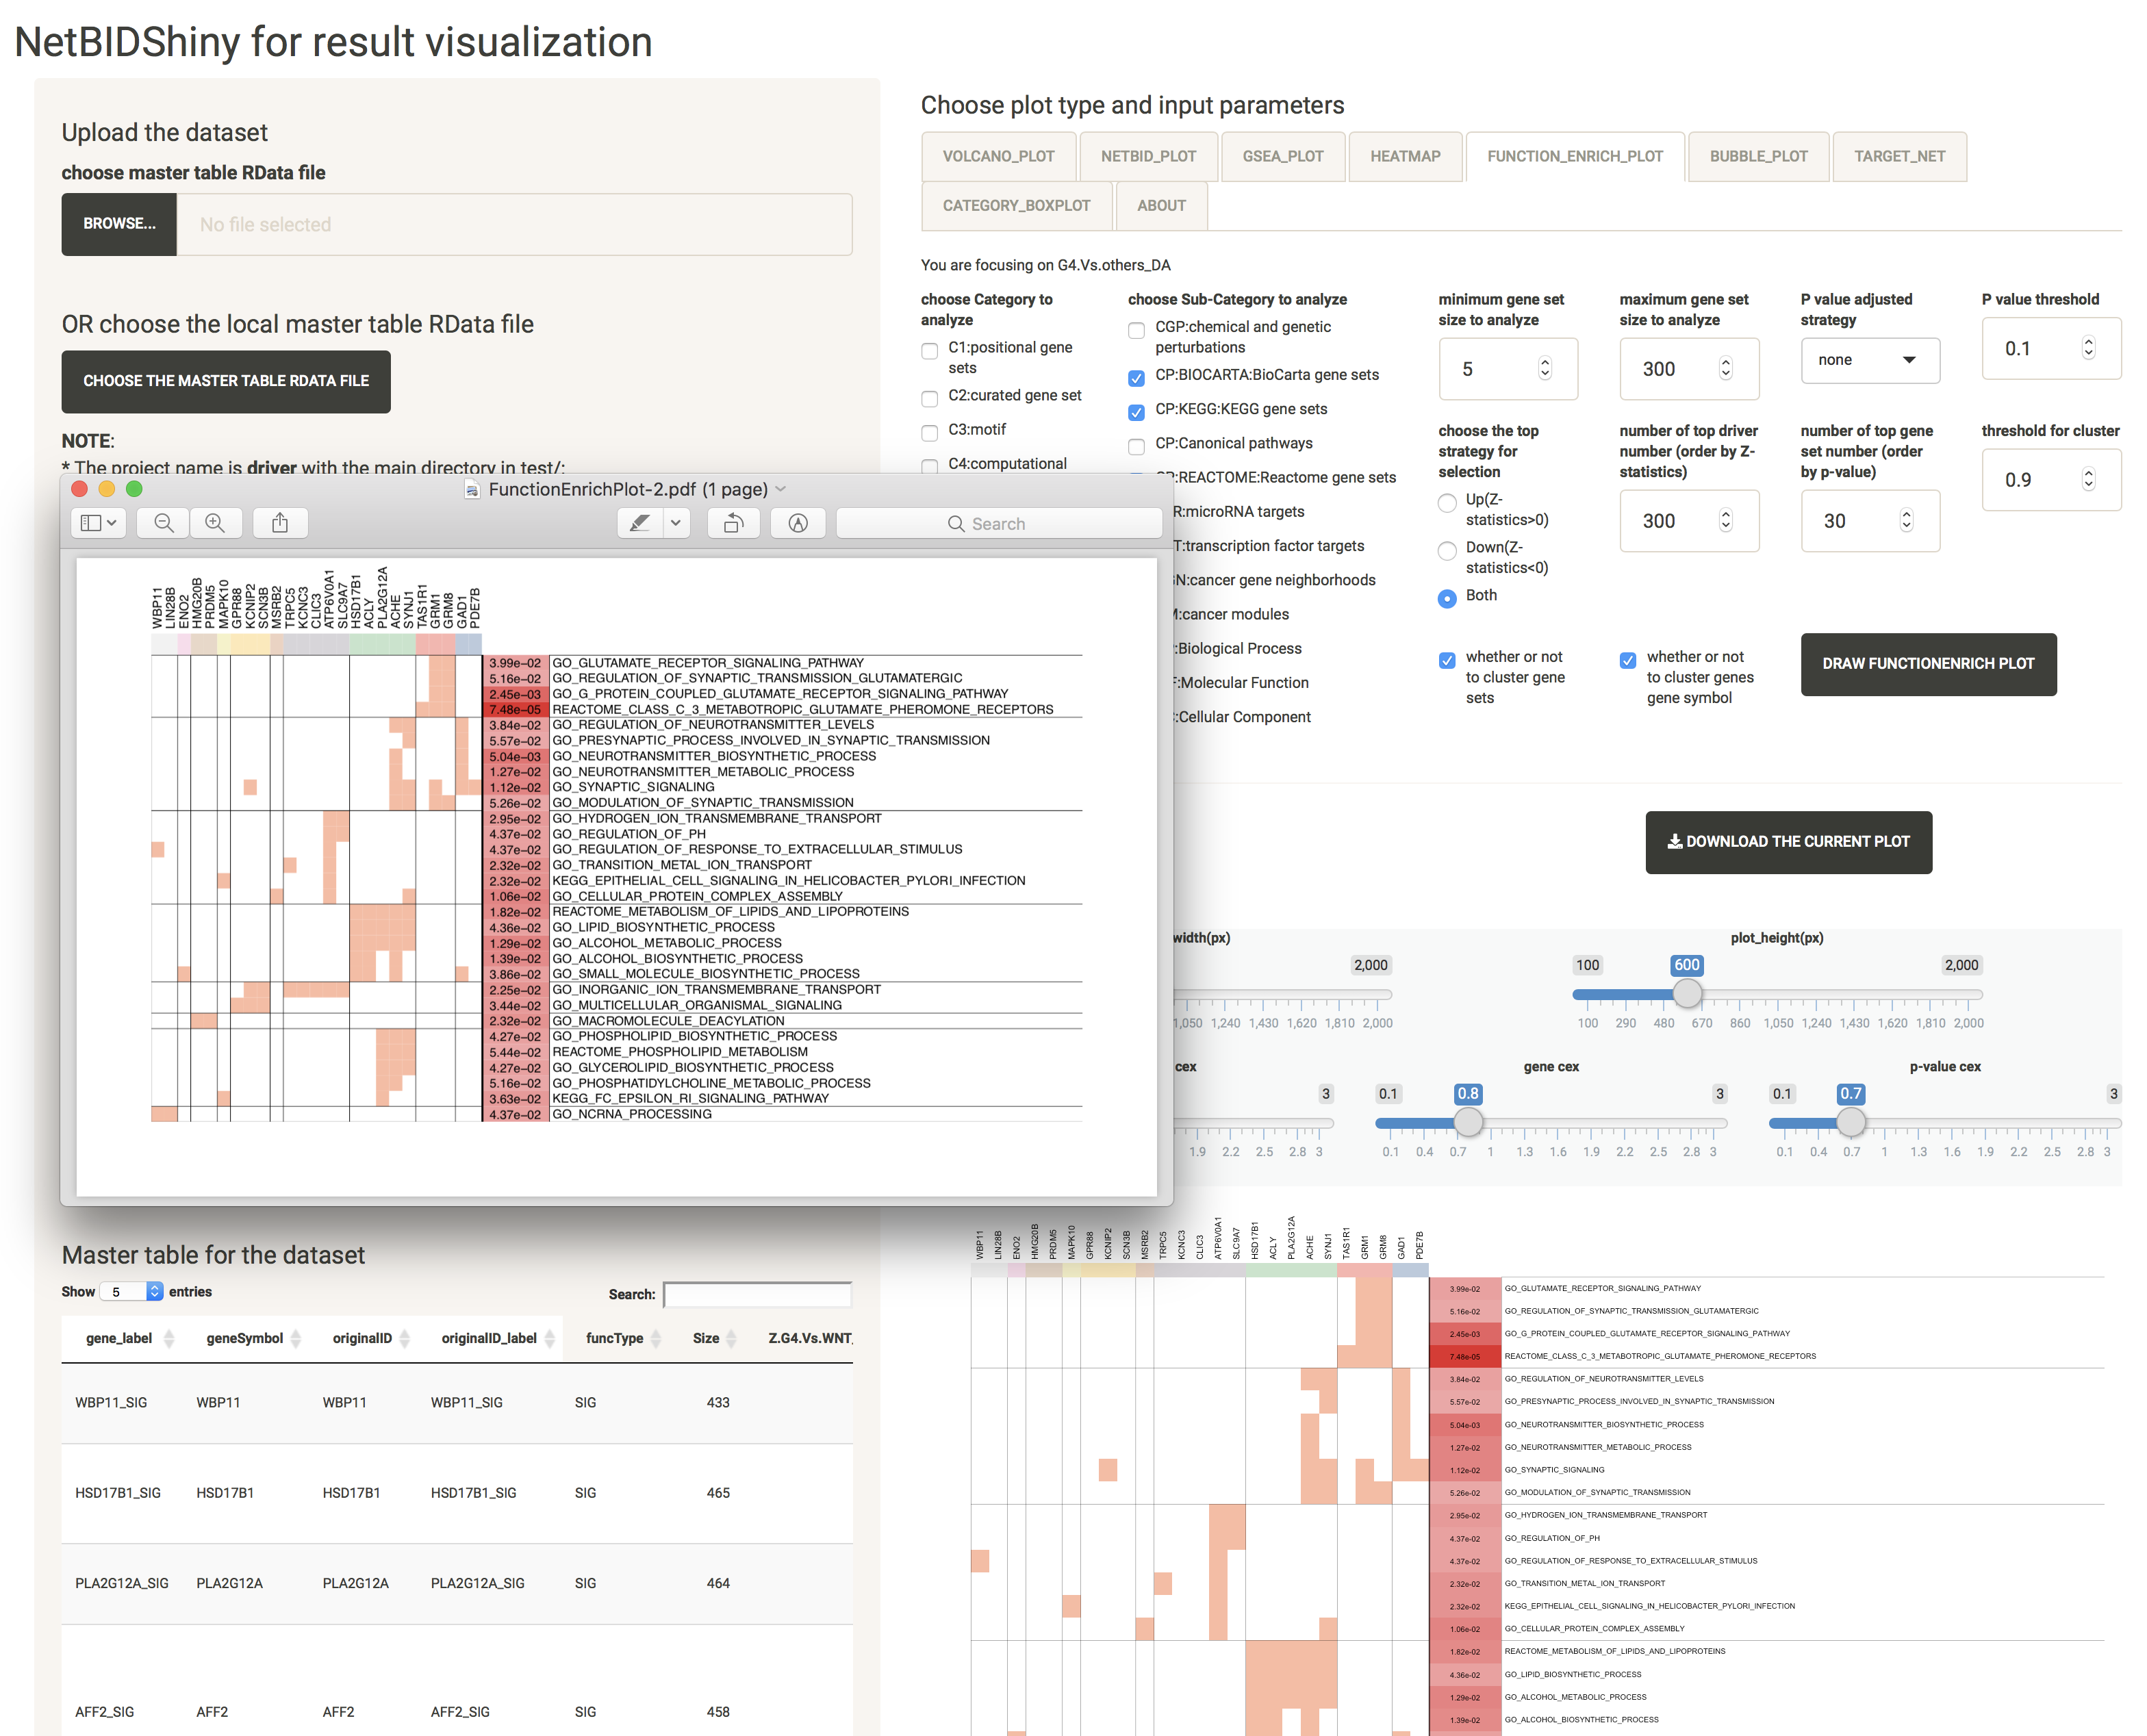 NetBIDShiny for result visualization
Upload the dataset
choose master table RData file
BROWSE...
No file selected
OR choose the local master table RData file
CHOOSE THE MASTER TABLE RDATA FILE
NOTE:
* The project name is driver with the main directory in test/:
Choose plot type and input parameters
VOLCANO_PLOT
NETBID_PLOT
GSEA_PLOT
HEATMAP
FUNCTION_ENRICH_PLOT
BUBBLE_PLOT
TARGET_NET
CATEGORY_BOXPLOT
ABOUT
You are focusing on G4.Vs.others_DA
choose Category to
analyze
C1:positional gene
sets
C2:curated gene set
C3:motif
C4:computational
choose Sub-Category to analyze
CGP:chemical and genetic
perturbations
CP:BIOCARTA:BioCarta gene sets
CP:KEGG:KEGG gene sets
CP:Canonical pathways
CP:REACTOME:Reactome gene sets
R:microRNA targets
T:transcription factor targets
N:cancer gene neighborhoods
M:cancer modules
:Biological Process
F:Molecular Function
:Cellular Component
minimum gene set
size to analyze
5
maximum gene set
size to analyze
300
P value adjusted
strategy
none
P value threshold
0.1
choose the top
strategy for
selection
Up(Z-
statistics>0)
Down(Z-
statistics<0)
Both
number of top driver
number (order by Z-
statistics)
300
number of top gene
set number (order
by p-value)
30
threshold for cluster
0.9
whether or not
to cluster gene
sets
whether or not
to cluster genes
gene symbol
DRAW FUNCTIONENRICH PLOT
DOWNLOAD THE CURRENT PLOT
width(px)
2,000
1,050 1,240 1,430 1,620 1,810 2,000
plot_height(px)
100 600 2,000
100 290 480 670 860 1,050 1,240 1,430 1,620 1,810 2,000
cex
3
1.9 2.2 2.5 2.8 3
gene cex
0.1 0.8 3
0.1 0.4 0.7 1 1.3 1.6 1.9 2.2 2.5 2.8 3
p-value cex
0.1 0.7 3
0.1 0.4 0.7 1 1.3 1.6 1.9 2.2 2.5 2.8 3
FunctionEnrichPlot-2.pdf (1 page)
Search
WBP11 LIN28B ENO2 HMG20B PRDM5 MAPK10 GPR88 KCNIP2 SCN3B MSRB2 TRPC5 KCNC3 CLIC3 ATP6V0A1 SLC9A7 HSD17B1 ACLY PLA2G12A ACHE SYNJ1 TAS1R1 GRM1 GRM8 GAD1 PDE7B
3.99e−02 GO_GLUTAMATE_RECEPTOR_SIGNALING_PATHWAY
5.16e−02 GO_REGULATION_OF_SYNAPTIC_TRANSMISSION_GLUTAMATERGIC
2.45e−03 GO_G_PROTEIN_COUPLED_GLUTAMATE_RECEPTOR_SIGNALING_PATHWAY
7.48e−05 REACTOME_CLASS_C_3_METABOTROPIC_GLUTAMATE_PHEROMONE_RECEPTORS
3.84e−02 GO_REGULATION_OF_NEUROTRANSMITTER_LEVELS
5.57e−02 GO_PRESYNAPTIC_PROCESS_INVOLVED_IN_SYNAPTIC_TRANSMISSION
5.04e−03 GO_NEUROTRANSMITTER_BIOSYNTHETIC_PROCESS
1.27e−02 GO_NEUROTRANSMITTER_METABOLIC_PROCESS
1.12e−02 GO_SYNAPTIC_SIGNALING
5.26e−02 GO_MODULATION_OF_SYNAPTIC_TRANSMISSION
2.95e−02 GO_HYDROGEN_ION_TRANSMEMBRANE_TRANSPORT
4.37e−02 GO_REGULATION_OF_PH
4.37e−02 GO_REGULATION_OF_RESPONSE_TO_EXTRACELLULAR_STIMULUS
2.32e−02 GO_TRANSITION_METAL_ION_TRANSPORT
2.32e−02 KEGG_EPITHELIAL_CELL_SIGNALING_IN_HELICOBACTER_PYLORI_INFECTION
1.06e−02 GO_CELLULAR_PROTEIN_COMPLEX_ASSEMBLY
1.82e−02 REACTOME_METABOLISM_OF_LIPIDS_AND_LIPOPROTEINS
4.36e−02 GO_LIPID_BIOSYNTHETIC_PROCESS
1.29e−02 GO_ALCOHOL_METABOLIC_PROCESS
1.39e−02 GO_ALCOHOL_BIOSYNTHETIC_PROCESS
3.86e−02 GO_SMALL_MOLECULE_BIOSYNTHETIC_PROCESS
2.25e−02 GO_INORGANIC_ION_TRANSMEMBRANE_TRANSPORT
3.44e−02 GO_MULTICELLULAR_ORGANISMAL_SIGNALING
2.32e−02 GO_MACROMOLECULE_DEACYLATION
4.27e−02 GO_PHOSPHOLIPID_BIOSYNTHETIC_PROCESS
5.44e−02 REACTOME_PHOSPHOLIPID_METABOLISM
4.27e−02 GO_GLYCEROLIPID_BIOSYNTHETIC_PROCESS
5.16e−02 GO_PHOSPHATIDYLCHOLINE_METABOLIC_PROCESS
3.63e−02 KEGG_FC_EPSILON_RI_SIGNALING_PATHWAY
4.37e−02 GO_NCRNA_PROCESSING
Master table for the dataset
Show 5 entries
Search:
gene_label geneSymbol originalID originalID_label funcType Size Z.G4.Vs.WNT_
WBP11_SIG WBP11 WBP11 WBP11_SIG SIG 433
HSD17B1_SIG HSD17B1 HSD17B1 HSD17B1_SIG SIG 465
PLA2G12A_SIG PLA2G12A PLA2G12A PLA2G12A_SIG SIG 464
AFF2_SIG AFF2 AFF2 AFF2_SIG SIG 458
WBP11 LIN28B ENO2 HMG20B PRDM5 MAPK10 GPR88 KCNIP2 SCN3B MSRB2 TRPC5 KCNC3 CLIC3 ATP6V0A1 SLC9A7 HSD17B1 ACLY PLA2G12A ACHE SYNJ1 TAS1R1 GRM1 GRM8 GAD1 PDE7B
3.99e-02 GO_GLUTAMATE_RECEPTOR_SIGNALING_PATHWAY
5.16e-02 GO_REGULATION_OF_SYNAPTIC_TRANSMISSION_GLUTAMATERGIC
2.45e-03 GO_G_PROTEIN_COUPLED_GLUTAMATE_RECEPTOR_SIGNALING_PATHWAY
7.48e-05 REACTOME_CLASS_C_3_METABOTROPIC_GLUTAMATE_PHEROMONE_RECEPTORS
3.84e-02 GO_REGULATION_OF_NEUROTRANSMITTER_LEVELS
5.57e-02 GO_PRESYNAPTIC_PROCESS_INVOLVED_IN_SYNAPTIC_TRANSMISSION
5.04e-03 GO_NEUROTRANSMITTER_BIOSYNTHETIC_PROCESS
1.27e-02 GO_NEUROTRANSMITTER_METABOLIC_PROCESS
1.12e-02 GO_SYNAPTIC_SIGNALING
5.26e-02 GO_MODULATION_OF_SYNAPTIC_TRANSMISSION
2.95e-02 GO_HYDROGEN_ION_TRANSMEMBRANE_TRANSPORT
4.37e-02 GO_REGULATION_OF_PH
4.37e-02 GO_REGULATION_OF_RESPONSE_TO_EXTRACELLULAR_STIMULUS
2.32e-02 GO_TRANSITION_METAL_ION_TRANSPORT
2.32e-02 KEGG_EPITHELIAL_CELL_SIGNALING_IN_HELICOBACTER_PYLORI_INFECTION
1.06e-02 GO_CELLULAR_PROTEIN_COMPLEX_ASSEMBLY
1.82e-02 REACTOME_METABOLISM_OF_LIPIDS_AND_LIPOPROTEINS
4.36e-02 GO_LIPID_BIOSYNTHETIC_PROCESS
1.29e-02 GO_ALCOHOL_METABOLIC_PROCESS
1.39e-02 GO_ALCOHOL_BIOSYNTHETIC_PROCESS